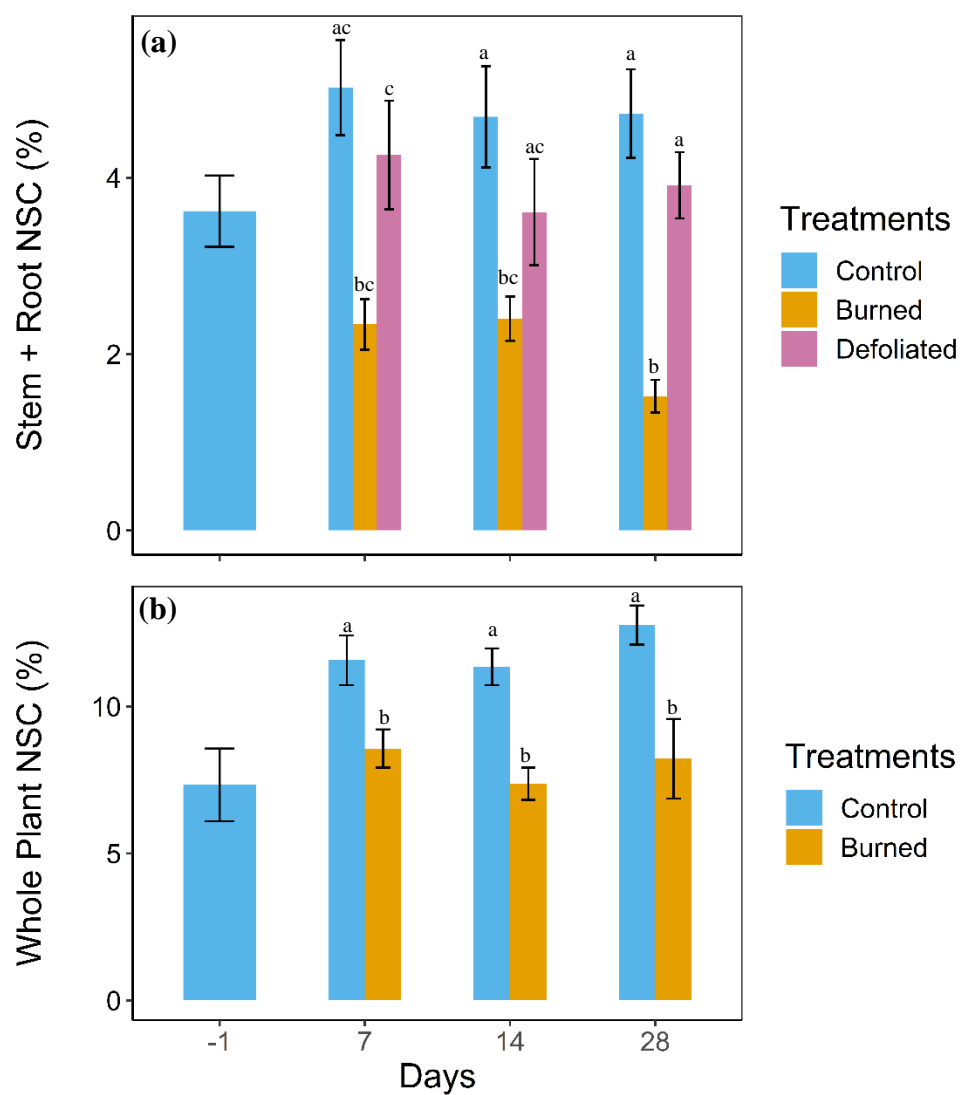 (a)
Stem + Root NSC (%)
4
2
0
ac
bc
c
a
bc
ac
a
b
a
Treatments
Control
Burned
Defoliated
(b)
Whole Plant NSC (%)
10
5
0
a
b
a
b
a
b
Treatments
Control
Burned
-1 7 14 28
Days